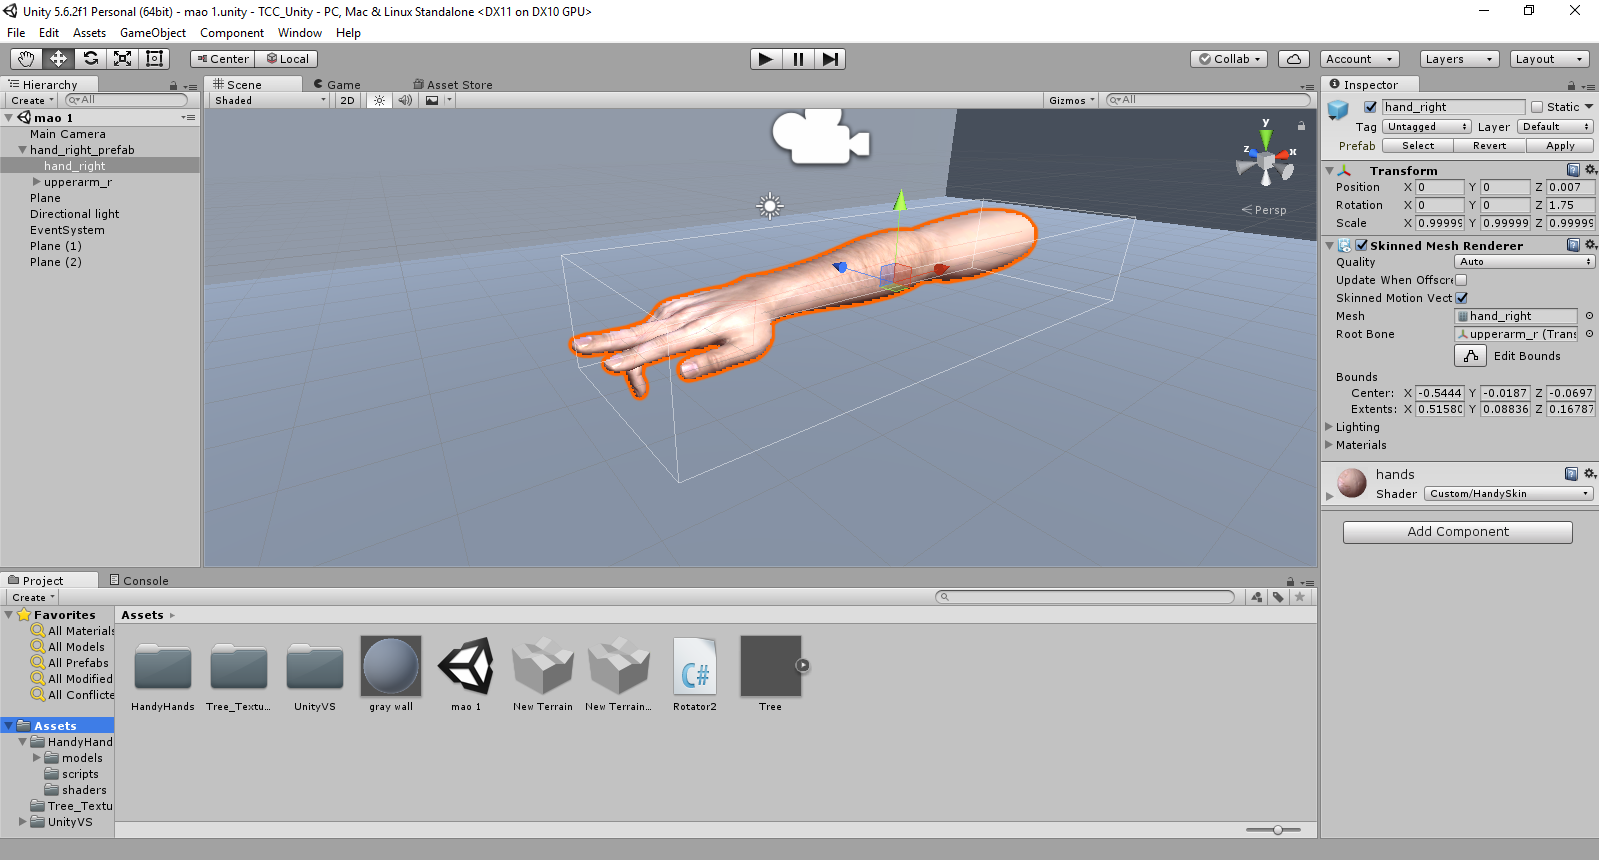 Unity 5.6.2f1 Personal (64bit) - mao 1.unity - TCC_Unity - PC, Mac & Linux Standalone <DX11 on DX10 GPU>
File Edit Assets GameObject Component Window Help
Center Local Collab Account Layers Layout
Hierarchy
Create All
mao 1
Main Camera
hand_right_prefab
hand_right
upperarm_r
Plane
Directional light
EventSystem
Plane (1)
Plane (2)
Scene Game Asset Store
Shaded 2D Gizmos All
y
z x
Persp
Inspector
hand_right Static
Tag Untagged Layer Default
Prefab Select Revert Apply
Transform
Position X 0 Y 0 Z 0.007
Rotation X 0 Y 0 Z 1.75
Scale X 0.99999 Y 0.99999 Z 0.99999
Skinned Mesh Renderer
Quality Auto
Update When Offscre
Skinned Motion Vect
Mesh hand_right
Root Bone upperarm_r (Trans
Edit Bounds
Bounds
Center: X -0.5444 Y -0.0187 Z -0.0697
Extents: X 0.51580 Y 0.08836 Z 0.16787
Lighting
Materials
hands
Shader Custom/HandySkin
Add Component
Project Console
Create
Favorites
All Materials
All Models
All Prefabs
All Modified
All Conflicte
Assets
HandyHand
models
scripts
shaders
Tree_Textu
UnityVS
Assets
HandyHands Tree_Textu... UnityVS gray wall mao 1 New Terrain New Terrain... C# Rotator2 Tree